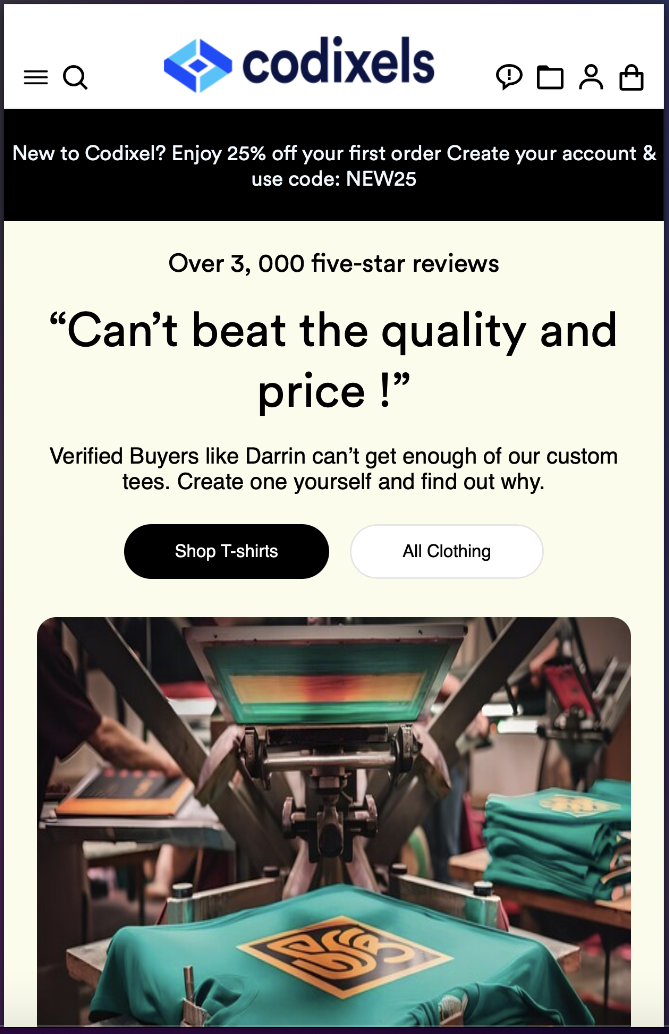 codixels
New to Codixel? Enjoy 25% off your first order Create your account &
use code: NEW25
Over 3, 000 five-star reviews
“Can’t beat the quality and
price !”
Verified Buyers like Darrin can’t get enough of our custom
tees. Create one yourself and find out why.
Shop T-shirts
All Clothing